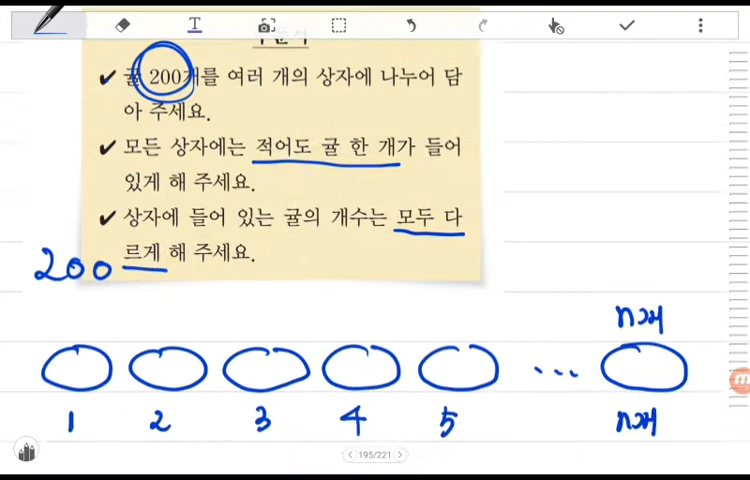 T
✔ 귤 200개를 여러 개의 상자에 나누어 담
아 주세요.
✔ 모든 상자에는 적어도 귤 한 개가 들어
있게 해 주세요.
✔ 상자에 들어 있는 귤의 개수는 모두 다
르게 해 주세요.
200
n개
1 2 3 4 5 ... n개
195/221